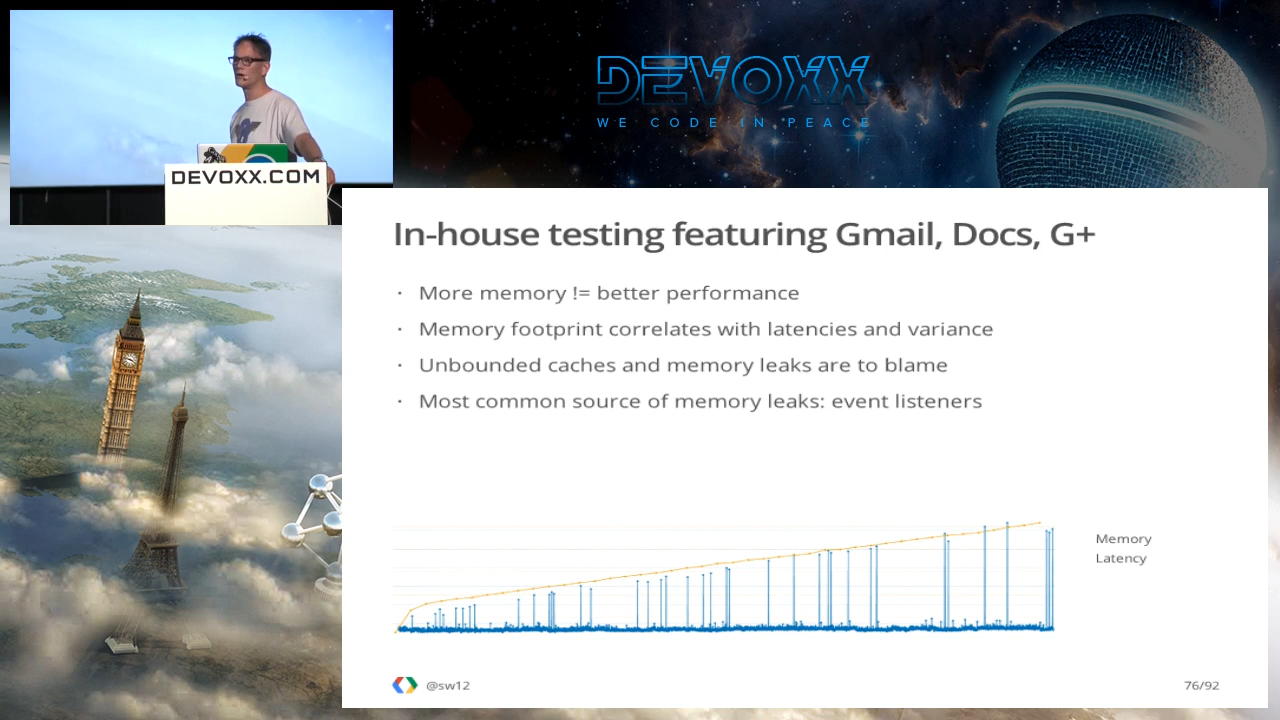 DEVOXX
WE CODE IN PEACE
DEVOXX.COM
In-house testing featuring Gmail, Docs, G+
· More memory != better performance
· Memory footprint correlates with latencies and variance
· Unbounded caches and memory leaks are to blame
· Most common source of memory leaks: event listeners
Memory
Latency
@sw12
76/92